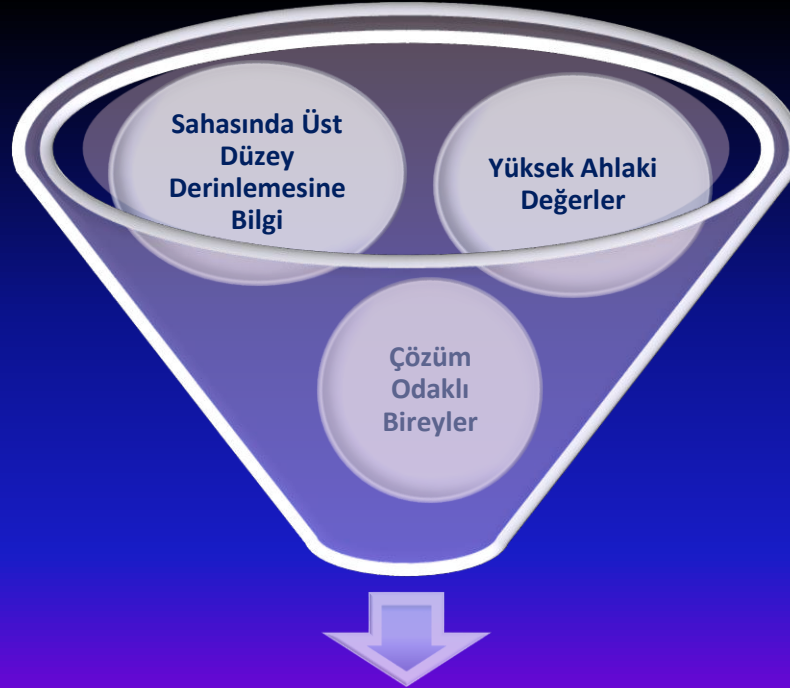 Sahasında Üst
Düzey
Derinlemesine
Bilgi
Yüksek Ahlaki
Değerler
Çözüm
Odaklı
Bireyler